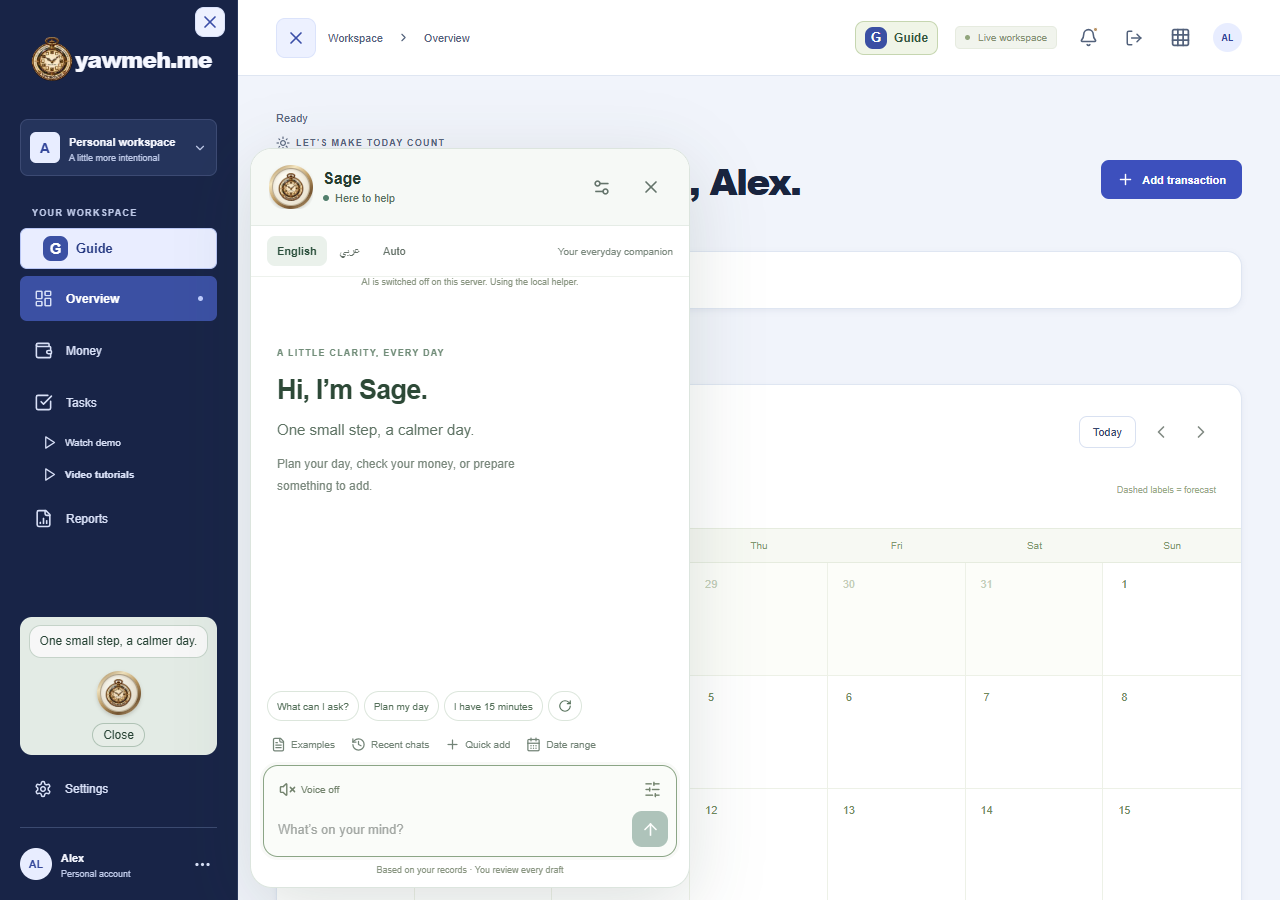 yawmeh.me
A
Personal workspace
A little more intentional
YOUR WORKSPACE
G Guide
Overview
Money
Tasks
Watch demo
Video tutorials
Reports
One small step, a calmer day.
Close
Settings
AL
Alex
Personal account
Workspace > Overview
G Guide
Live workspace
AL
Ready
LET'S MAKE TODAY COUNT
, Alex.
Add transaction
Sage
Here to help
English عربي Auto
Your everyday companion
AI is switched off on this server. Using the local helper.
A LITTLE CLARITY, EVERY DAY
Hi, I’m Sage.
One small step, a calmer day.
Plan your day, check your money, or prepare
something to add.
What can I ask? Plan my day I have 15 minutes
Examples Recent chats Quick add Date range
Voice off
What's on your mind?
Based on your records · You review every draft
Today
Dashed labels = forecast
Thu Fri Sat Sun
29 30 31 1
5 6 7 8
12 13 14 15